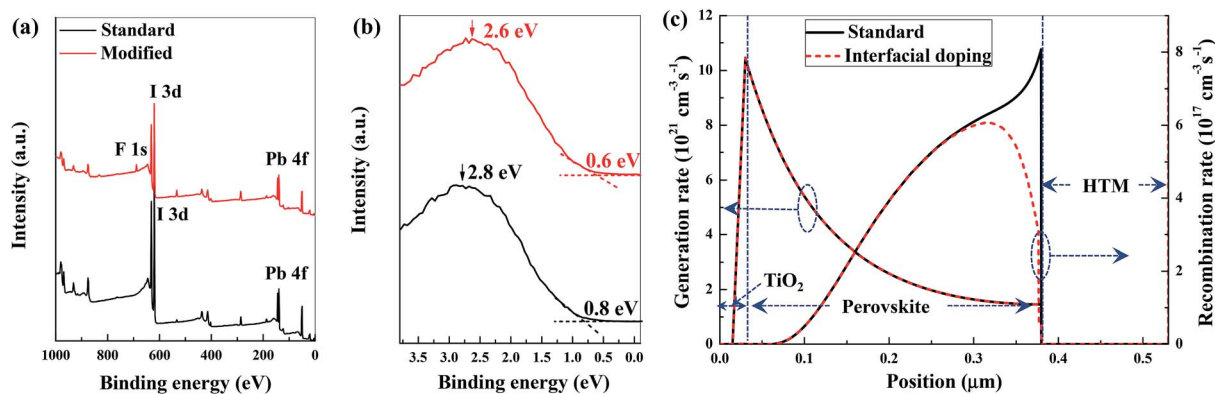 (a)
Standard
Modified
I 3d
F 1s
Pb 4f
I 3d
Pb 4f
Intensity (a.u.)
1000 800 600 400 200 0
Binding energy (eV)
(b)
2.6 eV
0.6 eV
2.8 eV
0.8 eV
Intensity (a.u.)
3.5 3.0 2.5 2.0 1.5 1.0 0.5 0.0
Binding energy (eV)
(c)
Standard
Interfacial doping
HTM
TiO₂
Perovskite
Generation rate (10²¹ cm⁻³ s⁻¹)
12
10
8
6
4
2
0
Recombination rate (10¹⁷ cm⁻³ s⁻¹)
9
8
7
6
5
4
3
2
1
0
0.0 0.1 0.2 0.3 0.4 0.5
Position (μm)